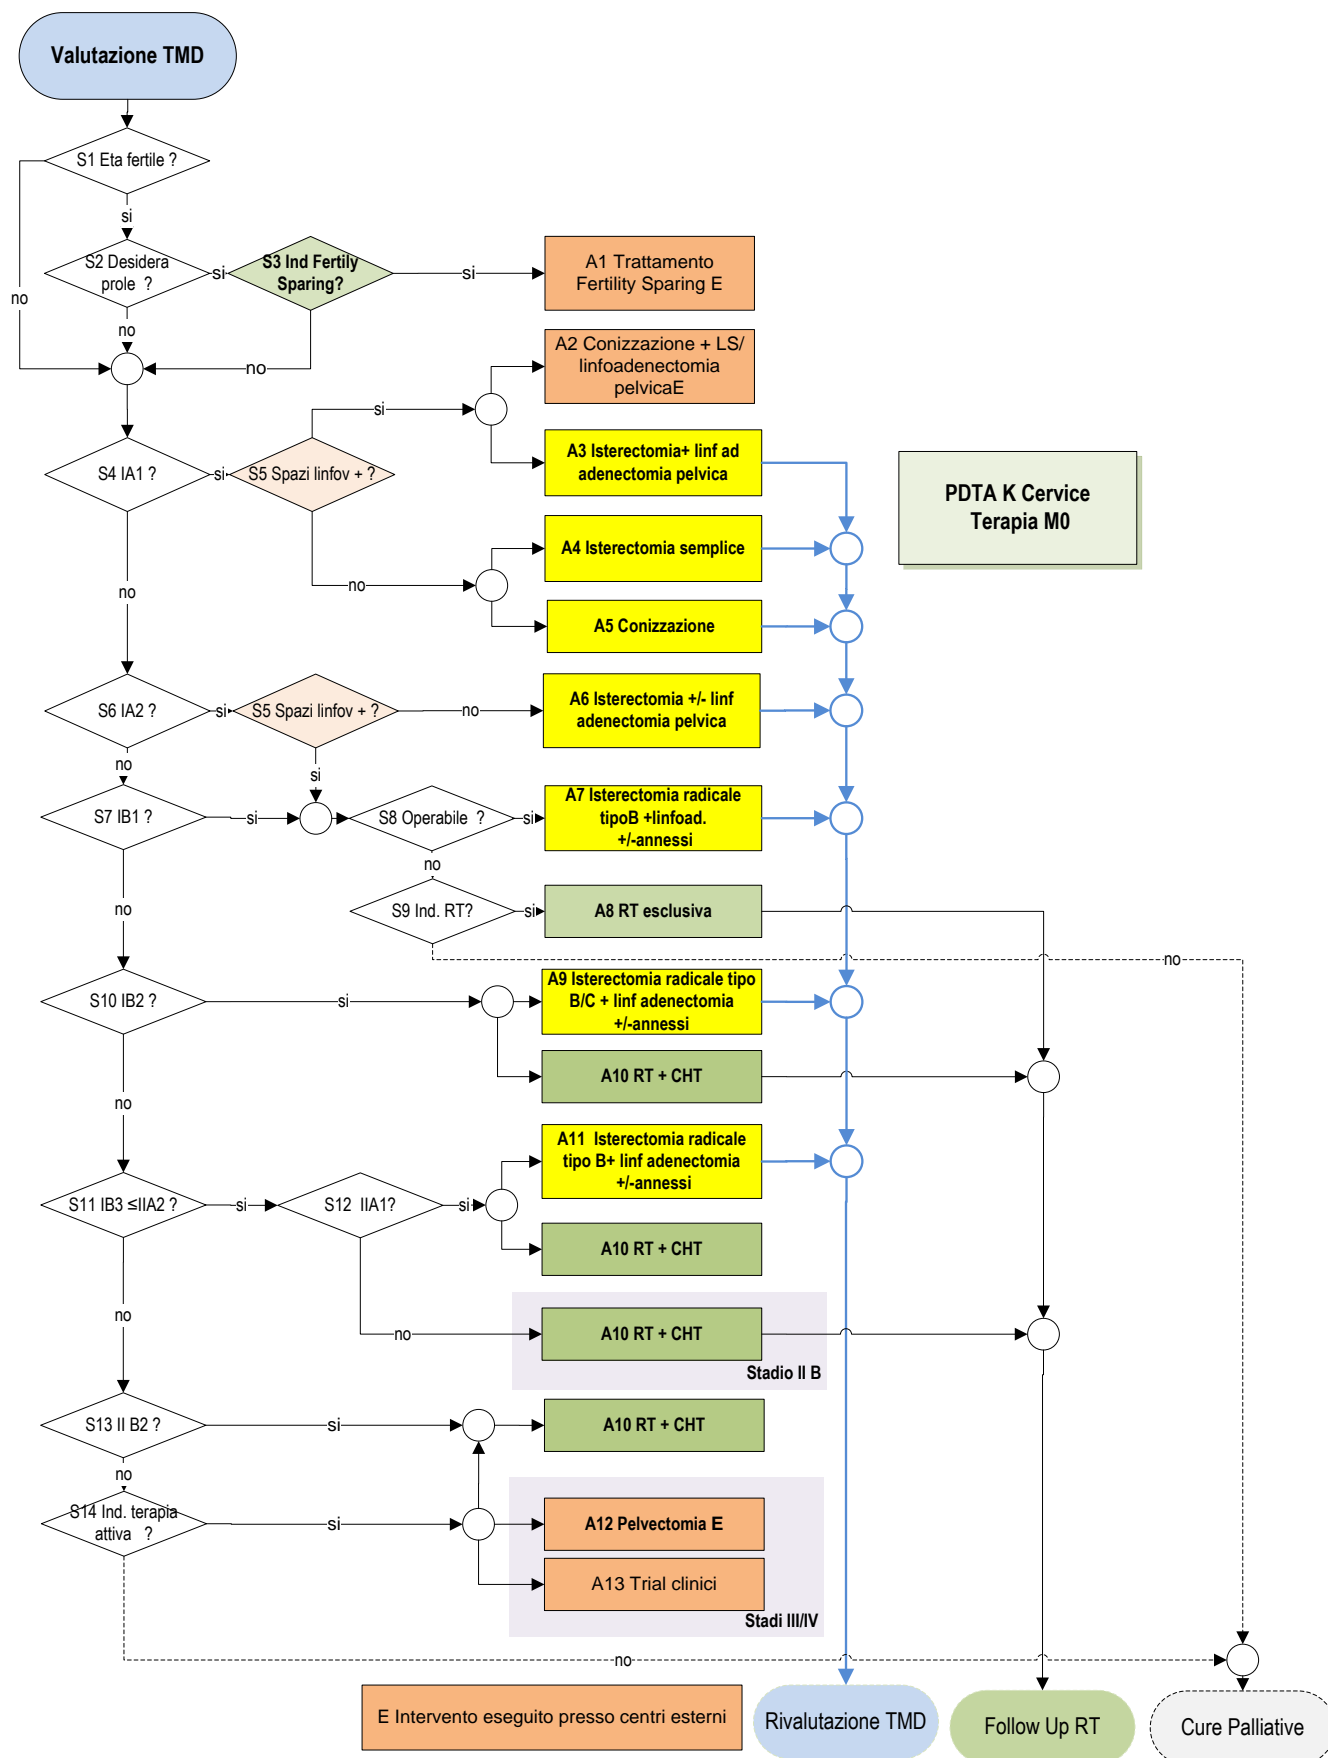 Valutazione TMD
S1 Eta fertile ?
si
S2 Desidera
prole ?
si
S3 Ind Fertily
Sparing?
si
A1 Trattamento
Fertility Sparing E
no
no
no
A2 Conizzazione + LS/
linfoadenectomia
pelvicaE
si
S4 IA1 ?
si
S5 Spazi linfov + ?
A3 Isterectomia+ linf ad
adenectomia pelvica
PDTA K Cervice
Terapia M0
A4 Isterectomia semplice
no
no
A5 Conizzazione
S6 IA2 ?
si
S5 Spazi linfov + ?
no
A6 Isterectomia +/- linf
adenectomia pelvica
no
si
S7 IB1 ?
si
S8 Operabile ?
si
A7 Isterectomia radicale
tipoB +linfoad.
+/-annessi
no
no
S9 Ind. RT?
si
A8 RT esclusiva
no
S10 IB2 ?
si
A9 Isterectomia radicale tipo
B/C + linf adenectomia
+/-annessi
A10 RT + CHT
no
A11 Isterectomia radicale
tipo B+ linf adenectomia
+/-annessi
S11 IB3 ≤IIA2 ?
si
S12 IIA1?
si
A10 RT + CHT
no
no
A10 RT + CHT
Stadio II B
S13 II B2 ?
si
A10 RT + CHT
no
S14 Ind. terapia
attiva ?
si
A12 Pelvectomia E
A13 Trial clinici
Stadi III/IV
no
E Intervento eseguito presso centri esterni
Rivalutazione TMD
Follow Up RT
Cure Palliative